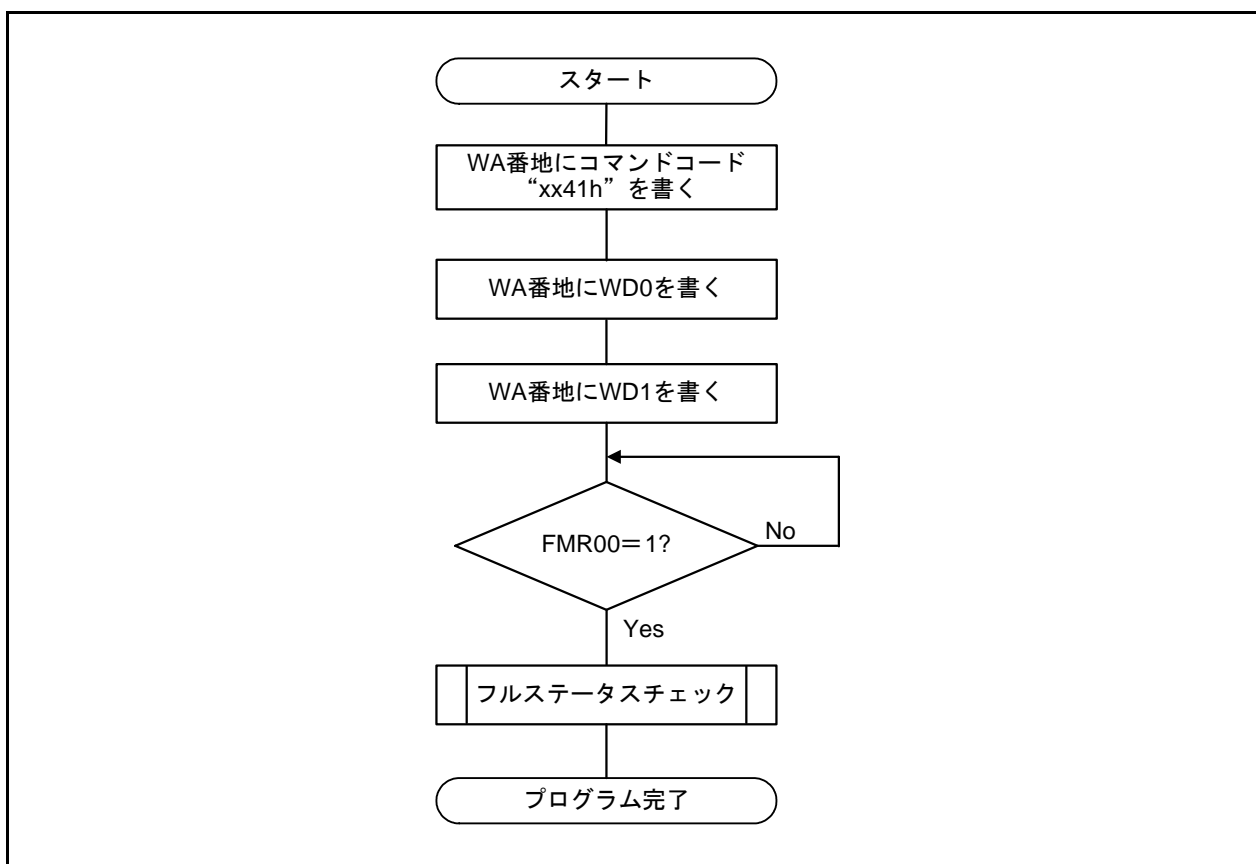 スタート
WA番地にコマンドコード
“xx41h”を書く
WA番地にWD0を書く
WA番地にWD1を書く
FMR00＝1?
No
Yes
フルステータスチェック
プログラム完了